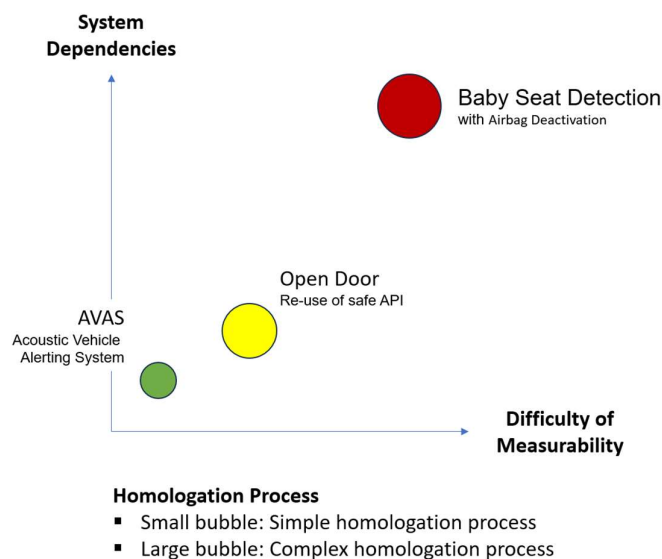 System
Dependencies
Baby Seat Detection
with Airbag Deactivation
Open Door
Re-use of safe API
AVAS
Acoustic Vehicle
Alerting System
Difficulty of
Measurability
Homologation Process
▪ Small bubble: Simple homologation process
▪ Large bubble: Complex homologation process